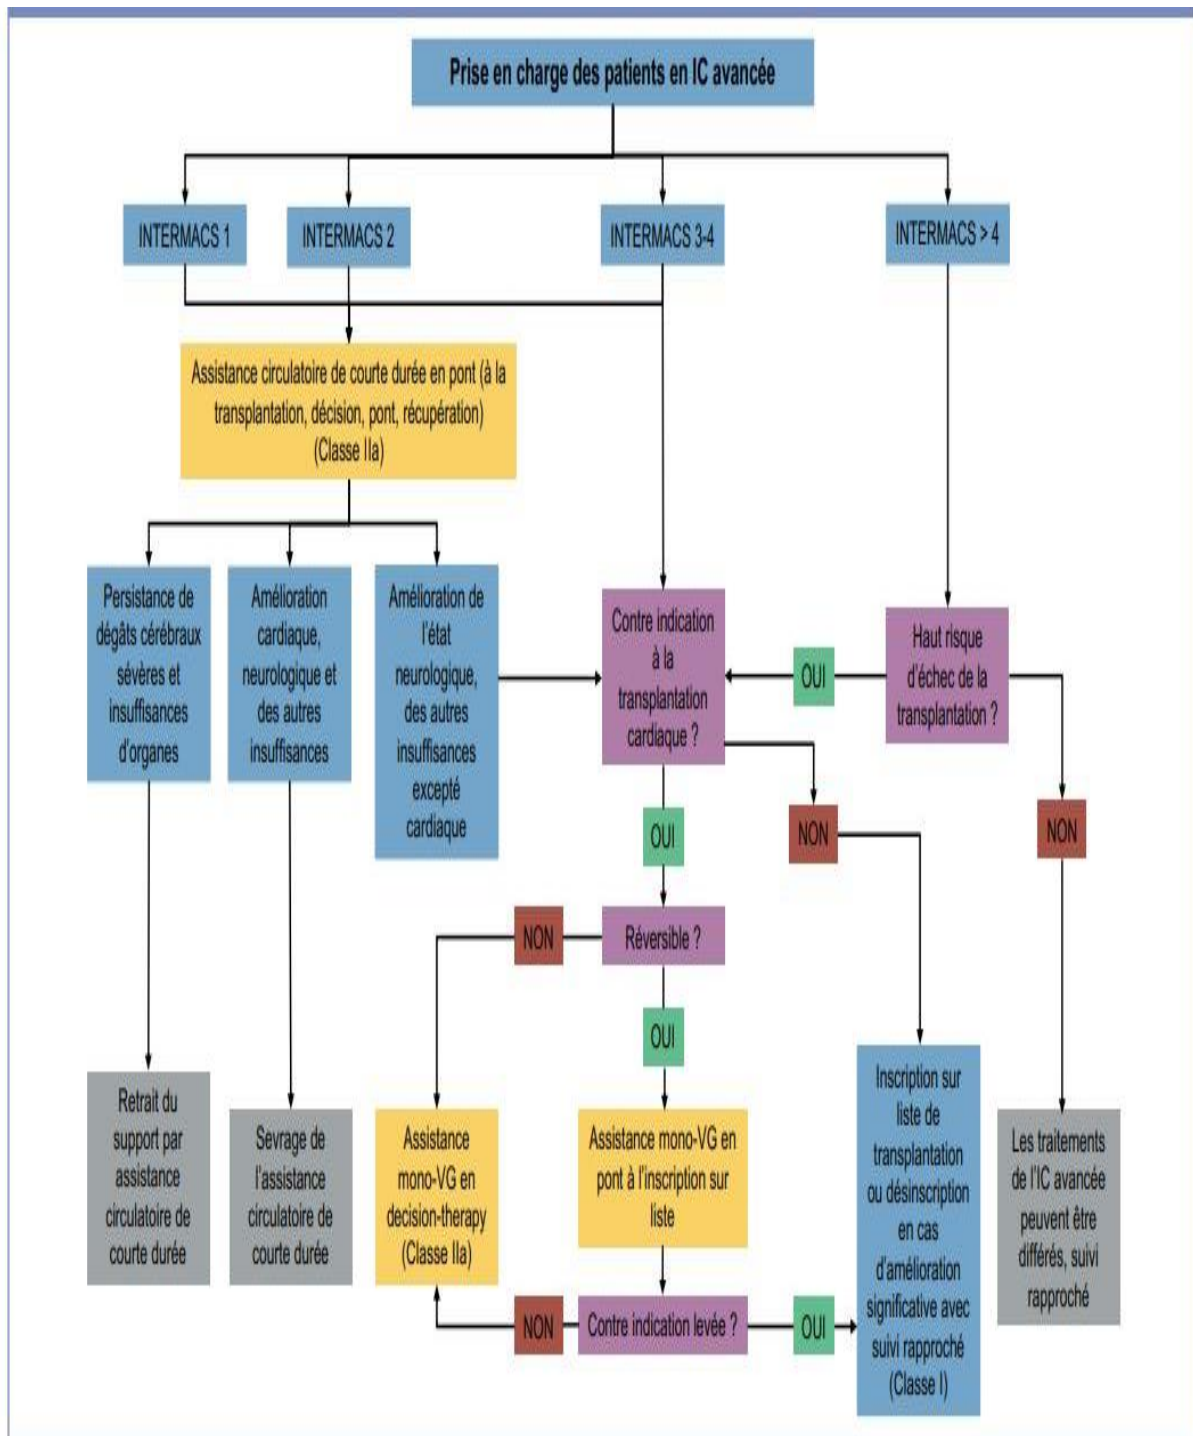 Prise en charge des patients en IC avancée
INTERMACS 1
INTERMACS 2
INTERMACS 3-4
INTERMACS > 4
Assistance circulatoire de courte durée en pont (à la
transplantation, décision, pont, récupération)
(Classe IIa)
Persistance de
dégâts cérébraux
sévères et
insuffisances
d'organes
Amélioration
cardiaque,
neurologique et
des autres
insuffisances
Amélioration de
l'état
neurologique,
des autres
insuffisances
excepté
cardiaque
Contre indication
à la
transplantation
cardiaque ?
OUI
Haut risque
d'échec de la
transplantation ?
OUI
NON
NON
NON
Réversible ?
OUI
Retrait du
support par
assistance
circulatoire de
courte durée
Sevrage de
l'assistance
circulatoire de
courte durée
Assistance
mono-VG en
decision-therapy
(Classe IIa)
Assistance mono-VG en
pont à l'inscription sur
liste
Inscription sur
liste de
transplantation
ou désinscription
en cas
d'amélioration
significative avec
suivi rapproché
(Classe I)
Les traitements
de l'IC avancée
peuvent être
différés, suivi
rapproché
NON
Contre indication levée ?
OUI